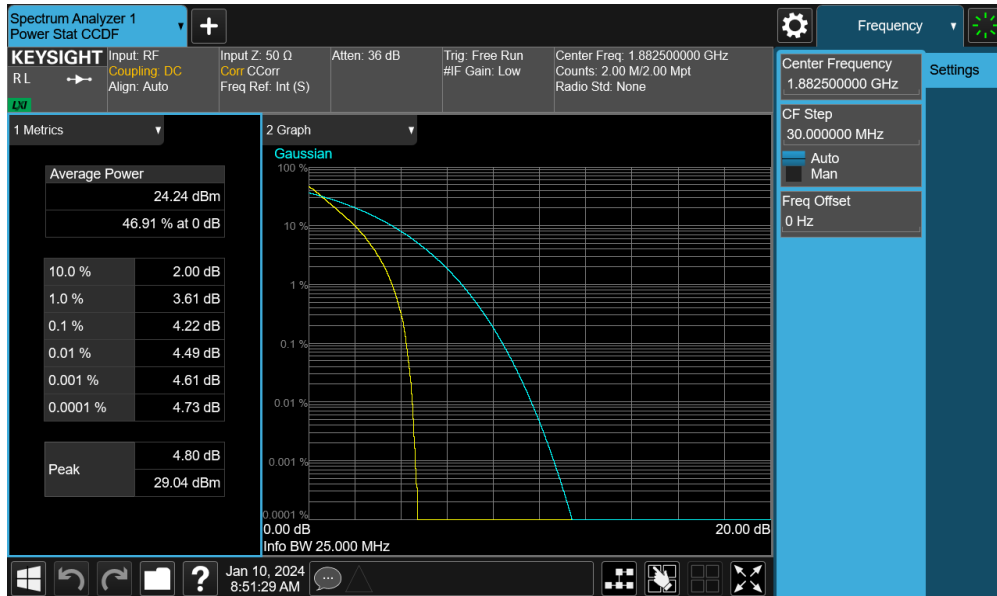 Spectrum Analyzer 1
Power Stat CCDF
+
Frequency
KEYSIGHT
R L
LXI
Input: RF
Coupling: DC
Align: Auto
Input Z: 50 Ω
Corr CCorr
Freq Ref: Int (S)
Atten: 36 dB
Trig: Free Run
#IF Gain: Low
Center Freq: 1.882500000 GHz
Counts: 2.00 M/2.00 Mpt
Radio Std: None
Center Frequency
1.882500000 GHz
Settings
CF Step
30.000000 MHz
Auto
Man
Freq Offset
0 Hz
1 Metrics
Average Power
24.24 dBm
46.91 % at 0 dB
10.0 % 2.00 dB
1.0 % 3.61 dB
0.1 % 4.22 dB
0.01 % 4.49 dB
0.001 % 4.61 dB
0.0001 % 4.73 dB
Peak
4.80 dB
29.04 dBm
2 Graph
Gaussian
100 %
10 %
1 %
0.1 %
0.01 %
0.001 %
0.0001 %
0.00 dB 20.00 dB
Info BW 25.000 MHz
?
Jan 10, 2024
8:51:29 AM